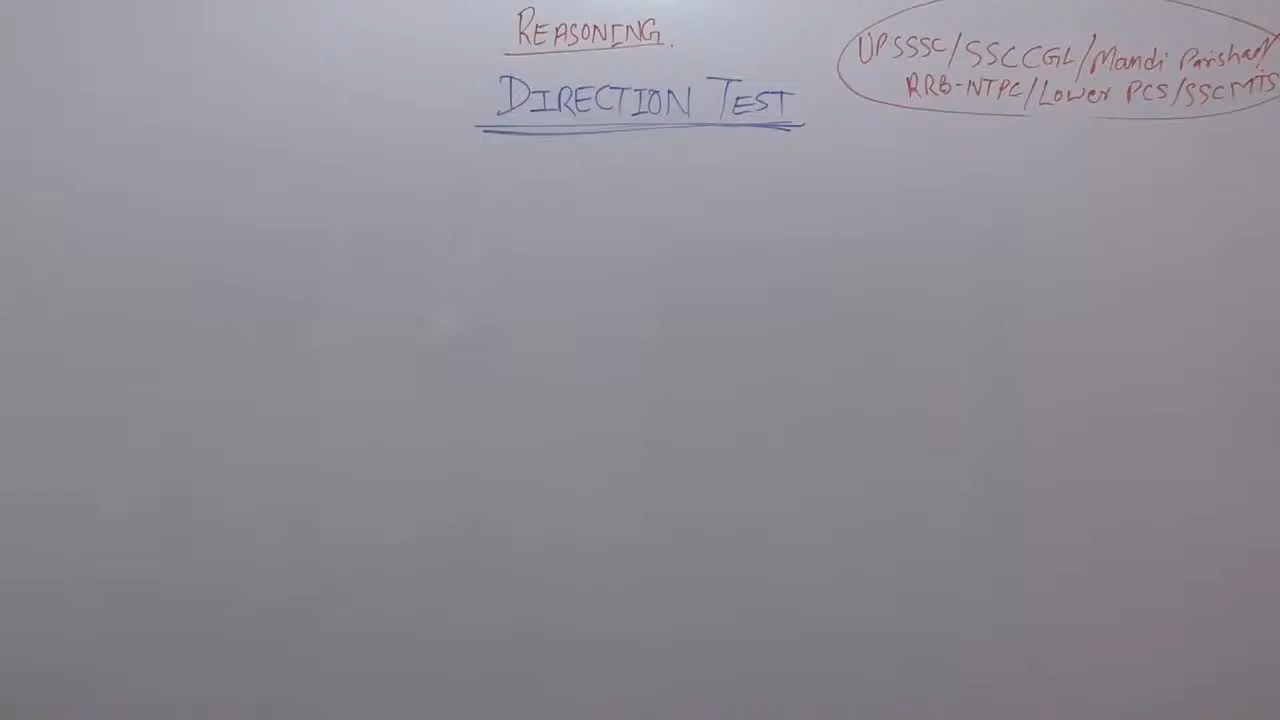 REASONING.
DIRECTION TEST
UPSSSC/SSCCGL/Mandi Parishad/
RRB-NTPC/Lower PCS/SSCMTS